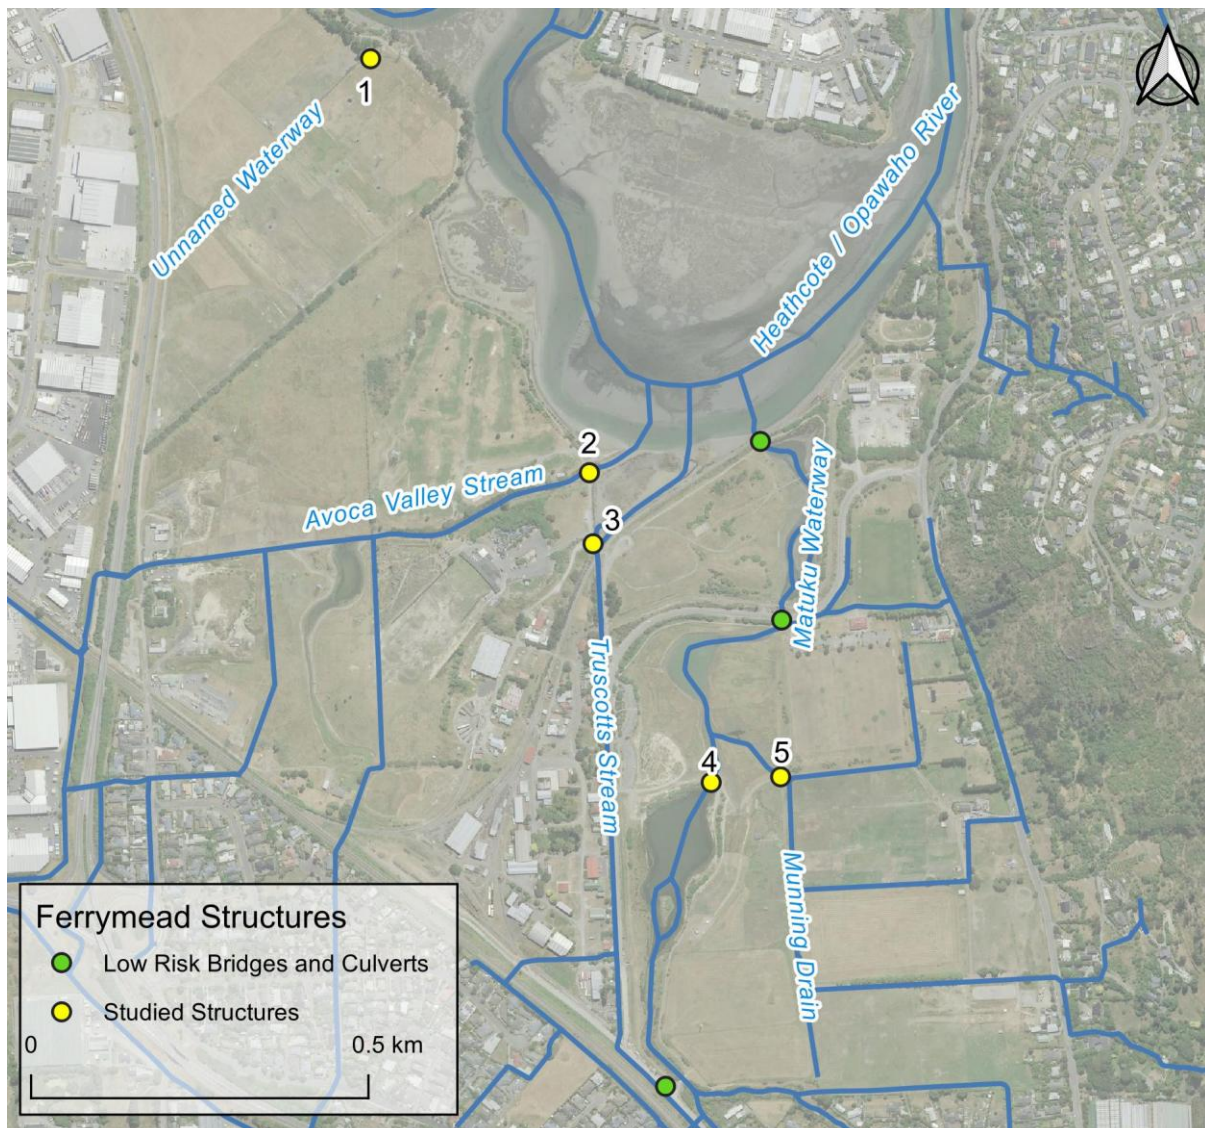 1
Unnamed Waterway
Heathcote / Opawaho River
2
Avoca Valley Stream
3
Matuku Waterway
Truscotts Stream
4
5
Munning Drain
Ferrymead Structures
Low Risk Bridges and Culverts
Studied Structures
0
0.5 km